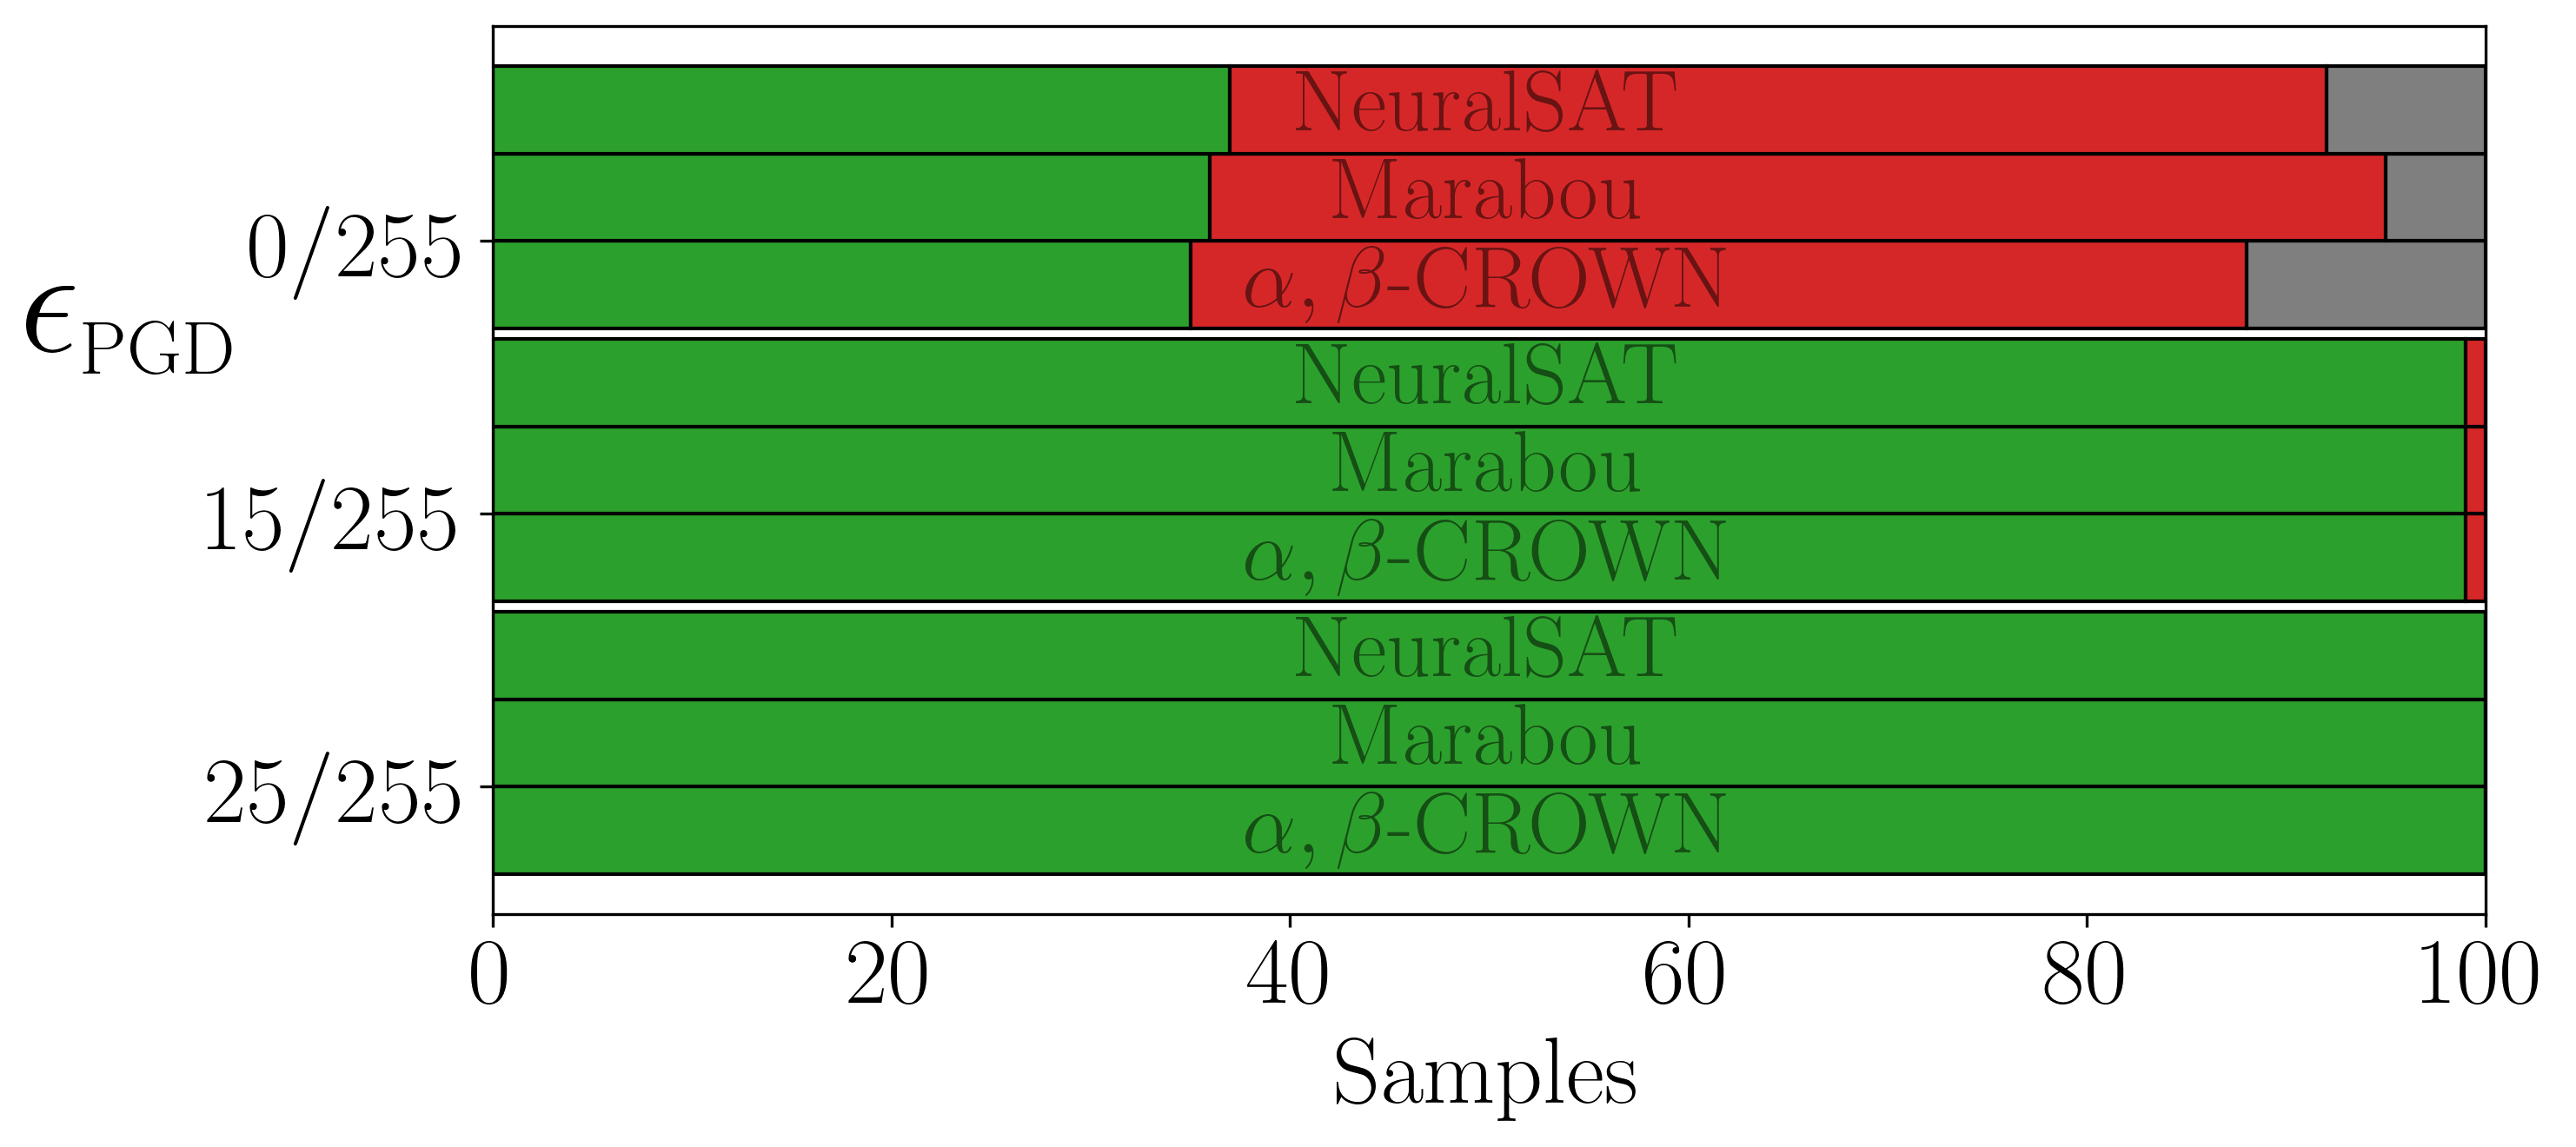 NeuralSAT
Marabou
0/255
α, β-CROWN
ϵPGD
NeuralSAT
Marabou
15/255
α, β-CROWN
NeuralSAT
Marabou
25/255
α, β-CROWN
0 20 40 60 80 100
Samples